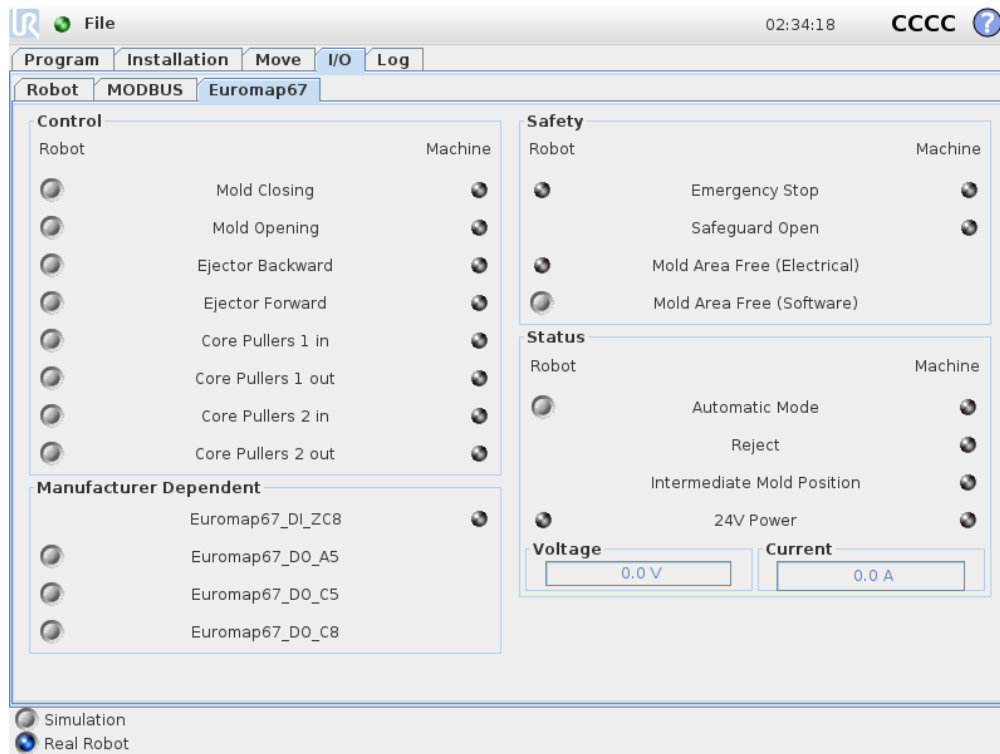 UR File 02:34:18 CCCC ?
Program Installation Move I/O Log
Robot MODBUS Euromap67
Control
Robot Machine
Mold Closing
Mold Opening
Ejector Backward
Ejector Forward
Core Pullers 1 in
Core Pullers 1 out
Core Pullers 2 in
Core Pullers 2 out
Manufacturer Dependent
Euromap67_DI_ZC8
Euromap67_DO_A5
Euromap67_DO_C5
Euromap67_DO_C8
Safety
Robot Machine
Emergency Stop
Safeguard Open
Mold Area Free (Electrical)
Mold Area Free (Software)
Status
Robot Machine
Automatic Mode
Reject
Intermediate Mold Position
24V Power
Voltage Current
0.0 V 0.0 A
Simulation
Real Robot